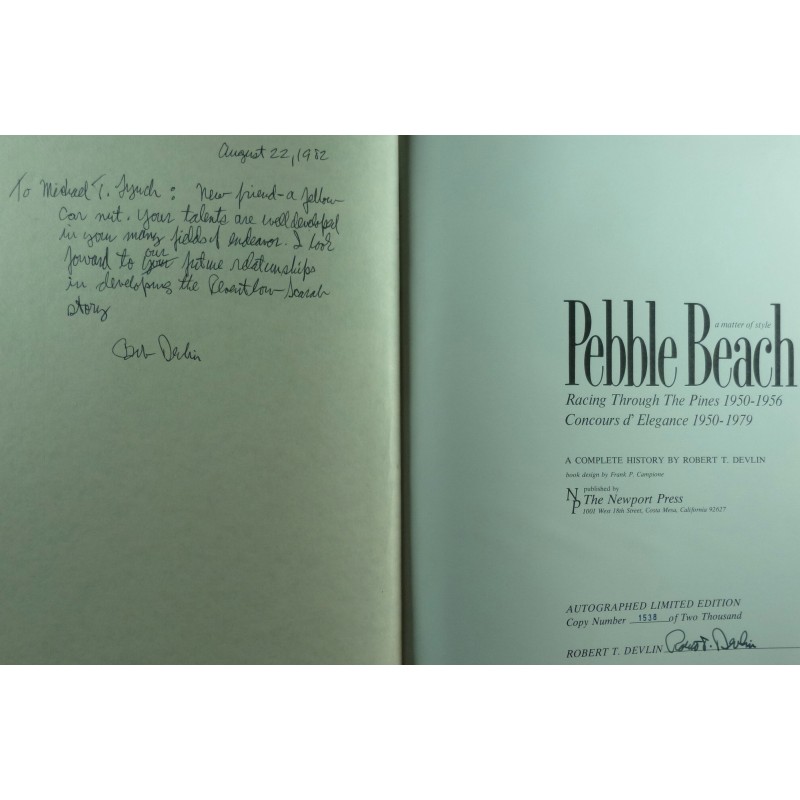 August 22, 1982
To Michael T. Lynch: New friend - a fellow
car nut. Your talents are well developed
in your many fields of endeavor. I look
forward to our future relationships
in developing the Reventlow-Scarab
story
Bob Devlin
a matter of style
Pebble Beach
Racing Through The Pines 1950-1956
Concours d' Elegance 1950-1979
A COMPLETE HISTORY BY ROBERT T. DEVLIN
book design by Frank P. Campione
NP published by
The Newport Press
1001 West 18th Street, Costa Mesa, California 92627
AUTOGRAPHED LIMITED EDITION
Copy Number 1538 of Two Thousand
ROBERT T. DEVLIN Robert T. Devlin